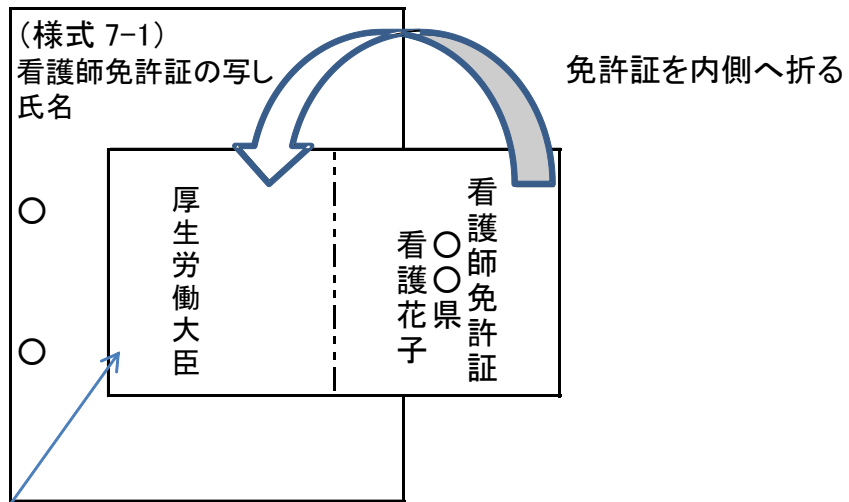 (様式 7-1)
看護師免許証の写し
氏名
免許証を内側へ折る
看護師免許証
〇〇県
看護花子
厚生労働大臣